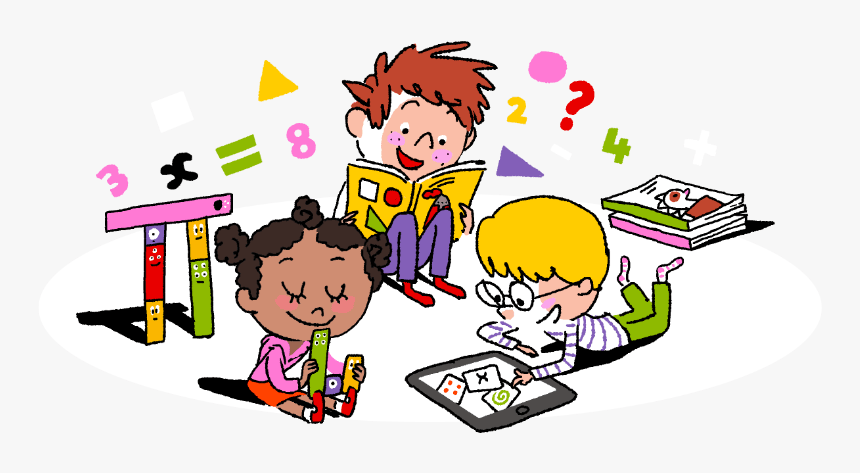 3 x = 8
2 ?
4 +
x